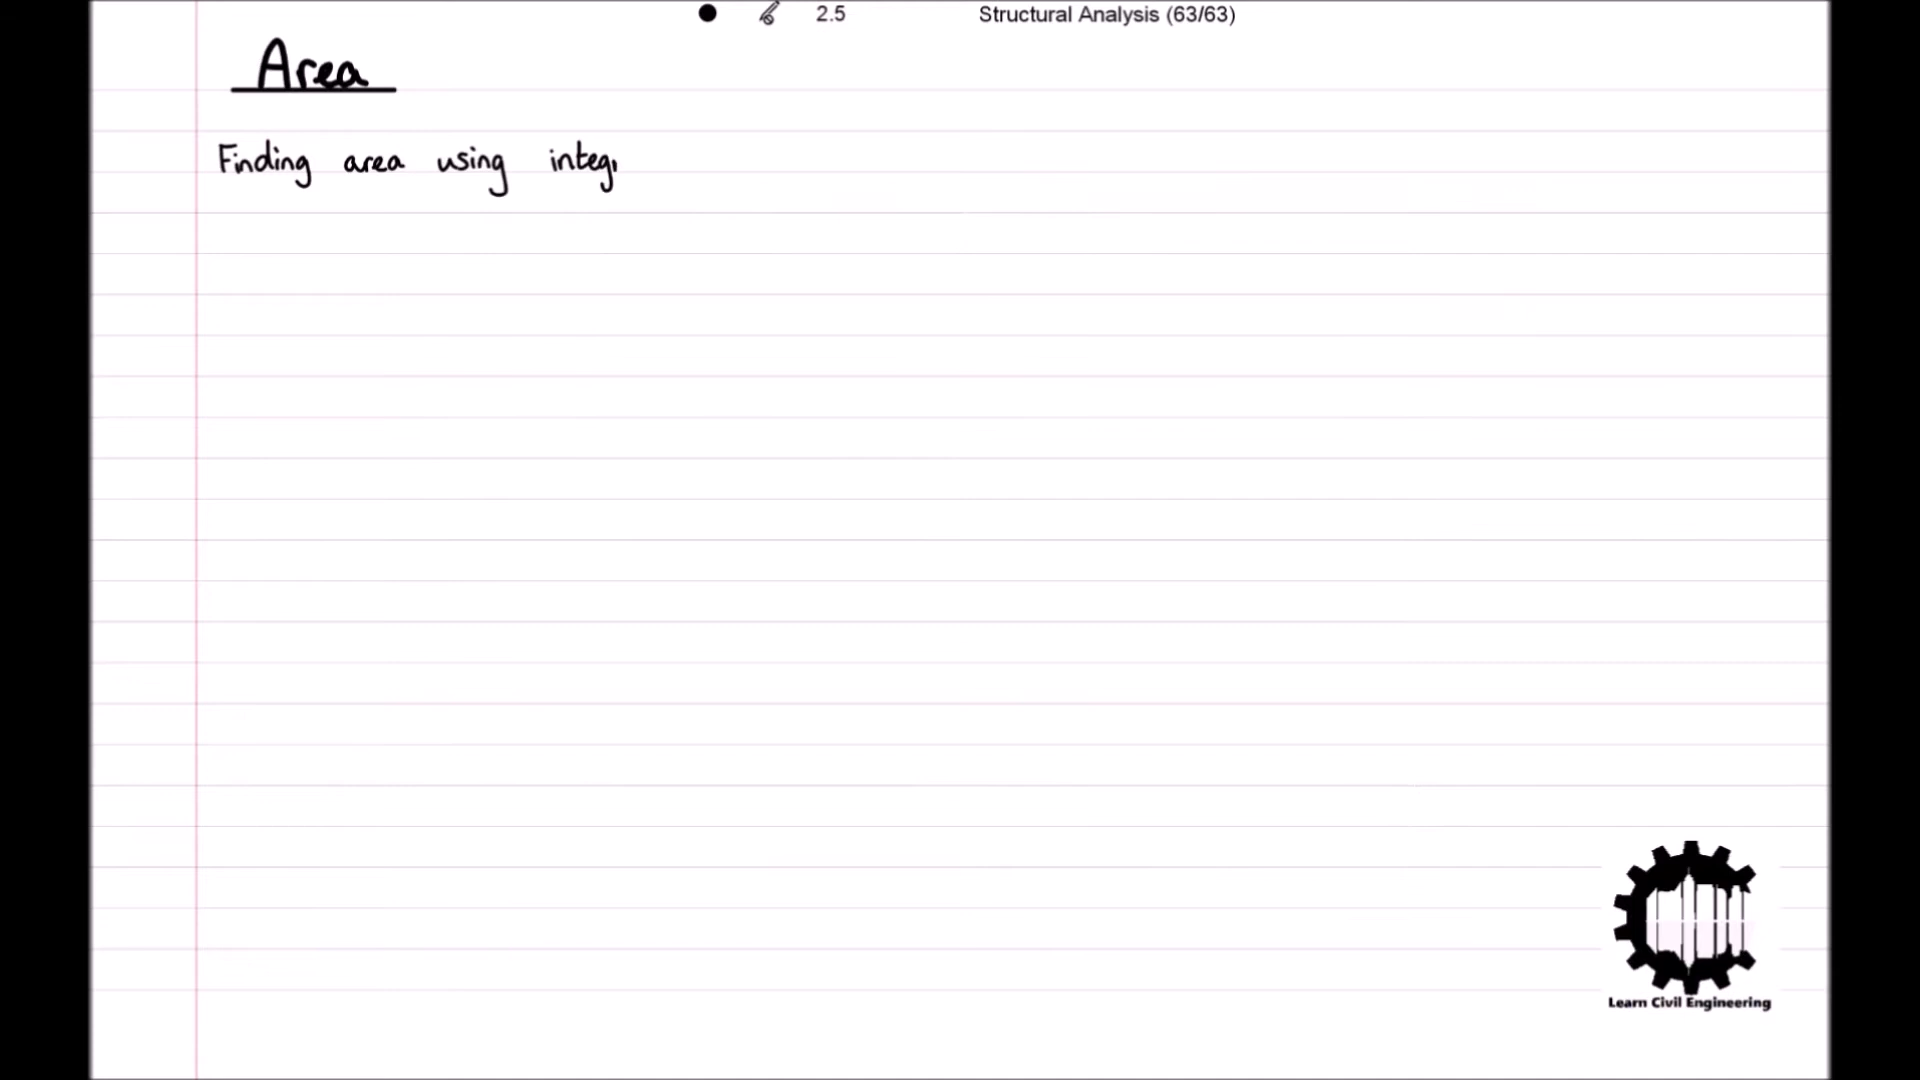 2.5 Structural Analysis (63/63)
Area
Finding area using integ
Learn Civil Engineering